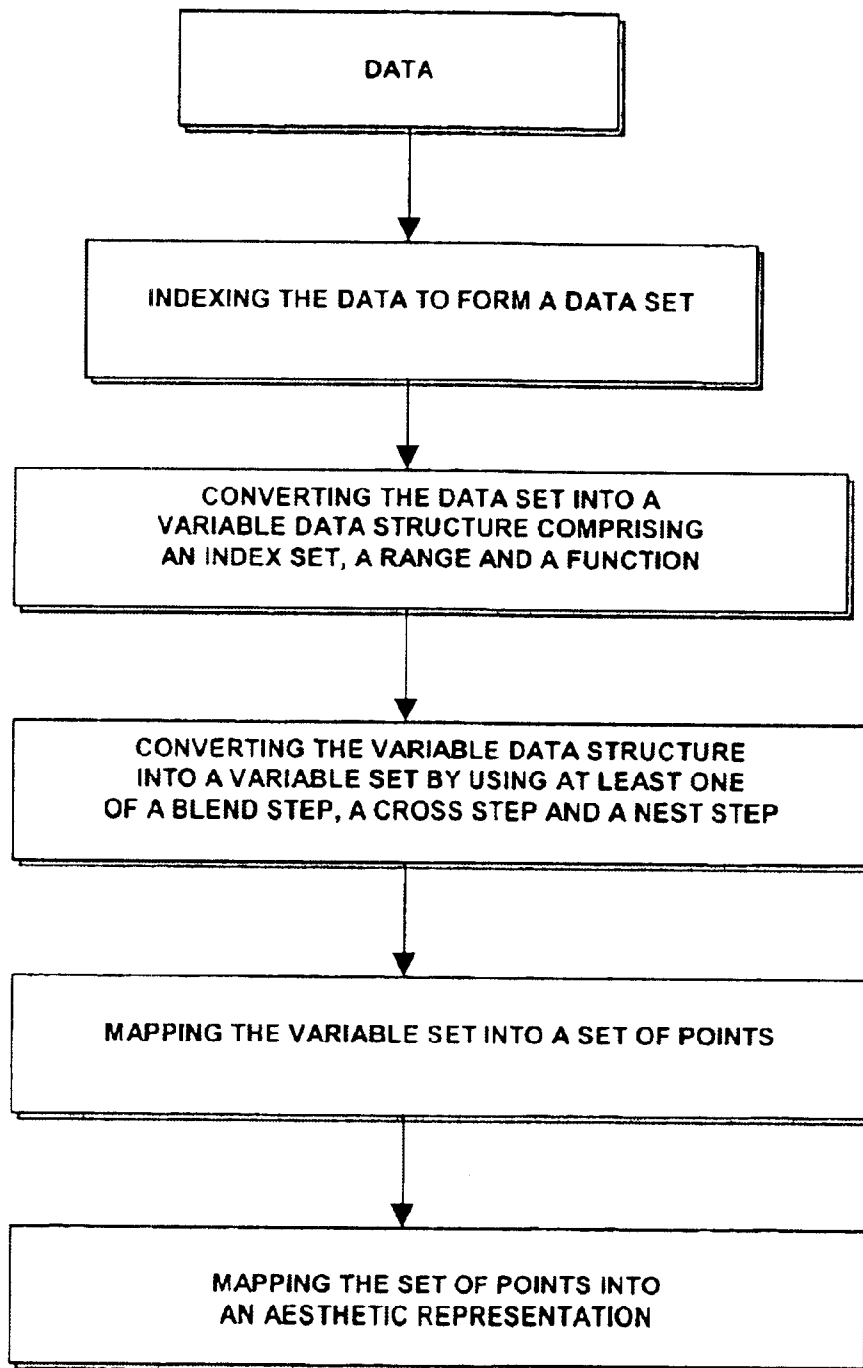 DATA
INDEXING THE DATA TO FORM A DATA SET
CONVERTING THE DATA SET INTO A
VARIABLE DATA STRUCTURE COMPRISING
AN INDEX SET, A RANGE AND A FUNCTION
CONVERTING THE VARIABLE DATA STRUCTURE
INTO A VARIABLE SET BY USING AT LEAST ONE
OF A BLEND STEP, A CROSS STEP AND A NEST STEP
MAPPING THE VARIABLE SET INTO A SET OF POINTS
MAPPING THE SET OF POINTS INTO
AN AESTHETIC REPRESENTATION